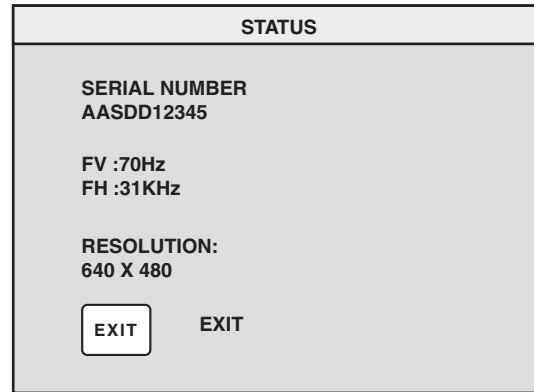 STATUS
SERIAL NUMBER
AASDD12345
FV :70Hz
FH :31KHz
RESOLUTION:
640 X 480
EXIT EXIT